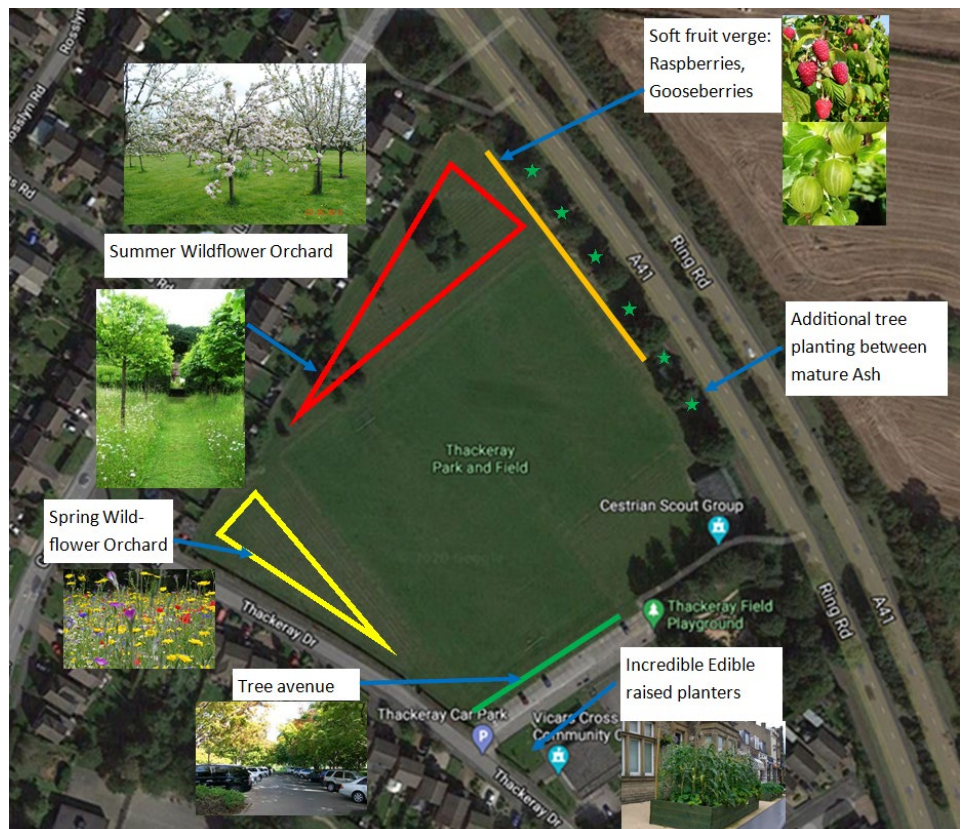 Rosslyn
Rosslyn Rd
s Rd
Soft fruit verge:
Raspberries,
Gooseberries
Summer Wildflower Orchard
Ring Rd
A41
Additional tree
planting between
mature Ash
Thackeray
Park and Field
Spring Wild-
flower Orchard
Cestrian Scout Group
Thackeray Dr
Thackeray Field
Playground
Ring Rd
A41
Tree avenue
Incredible Edible
raised planters
Thackeray Car Park
P
Vicars Cross
Community C
Thackeray Dr